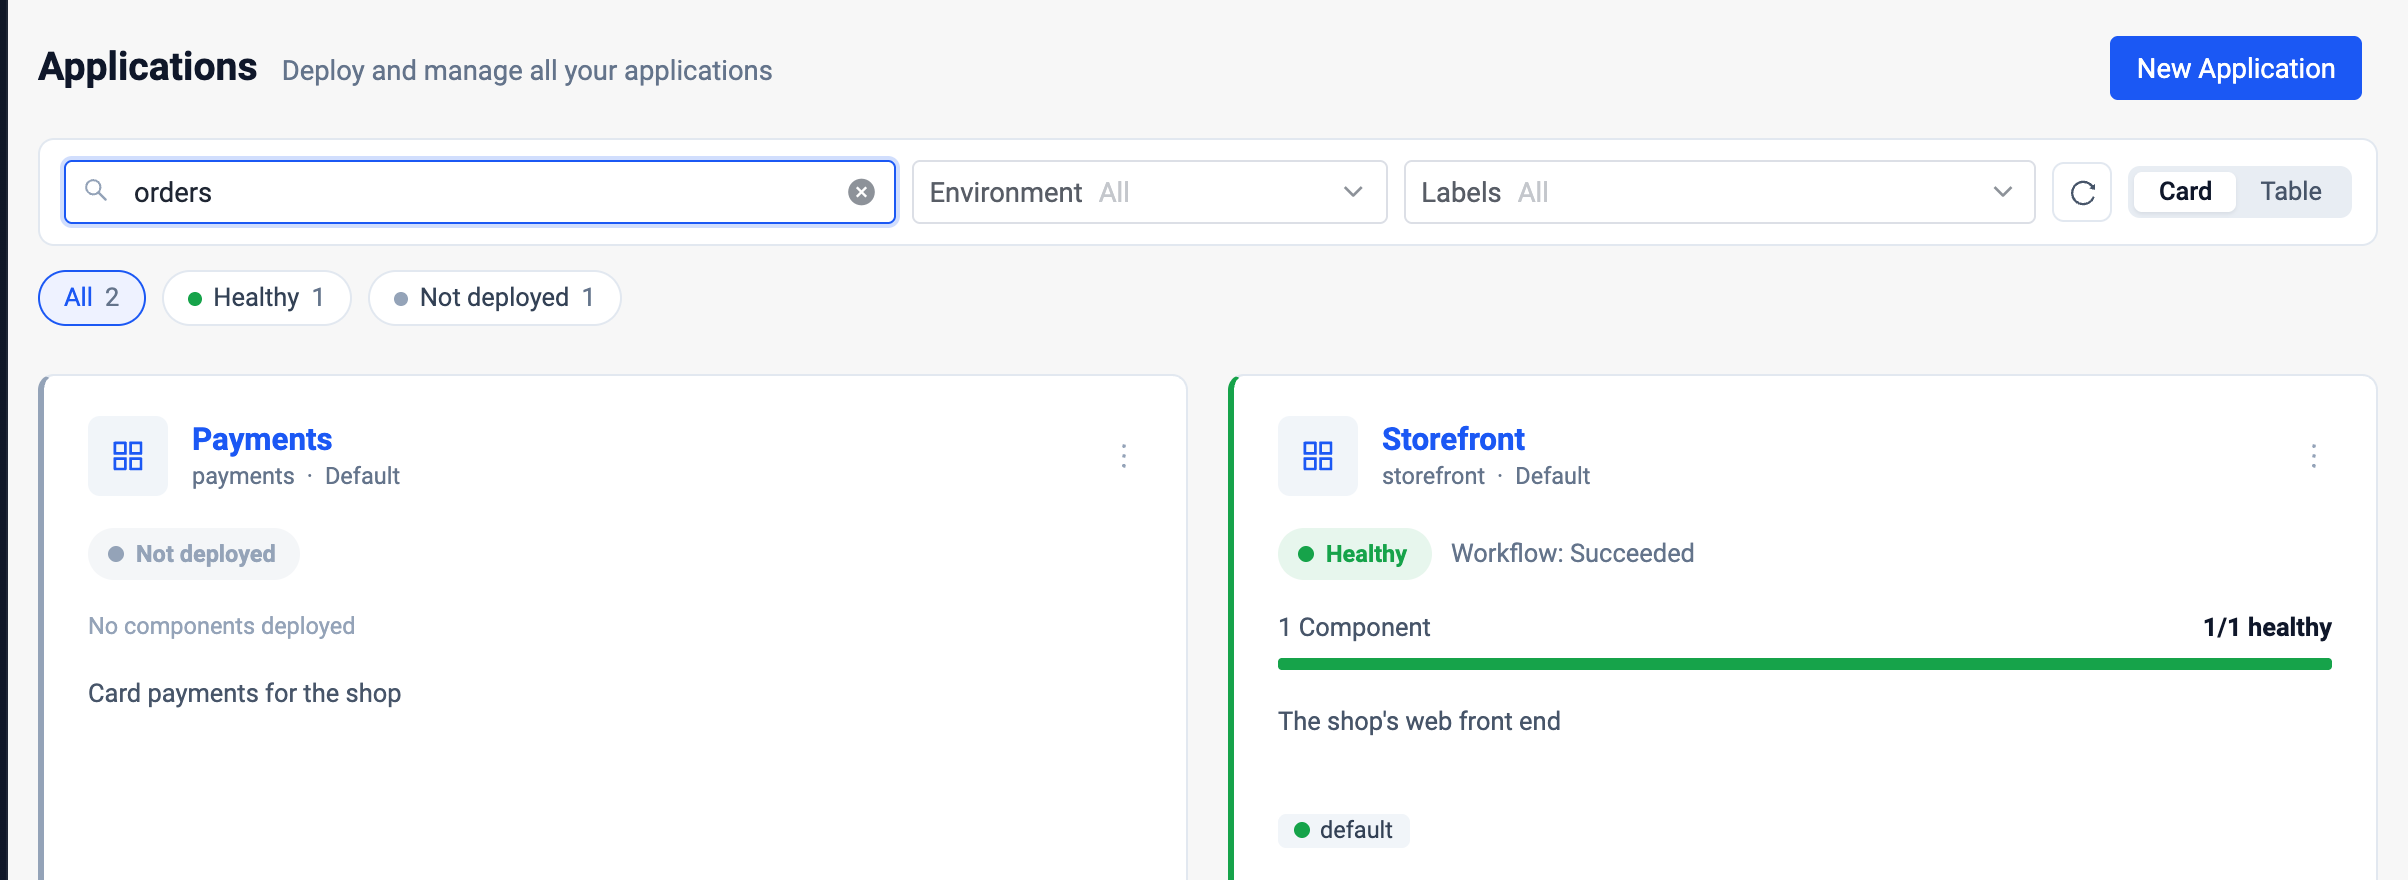 Applications Deploy and manage all your applications
New Application
orders
Environment All
Labels All
Card Table
All 2
Healthy 1
Not deployed 1
Payments
payments · Default
Not deployed
No components deployed
Card payments for the shop
Storefront
storefront · Default
Healthy Workflow: Succeeded
1 Component 1/1 healthy
The shop's web front end
default